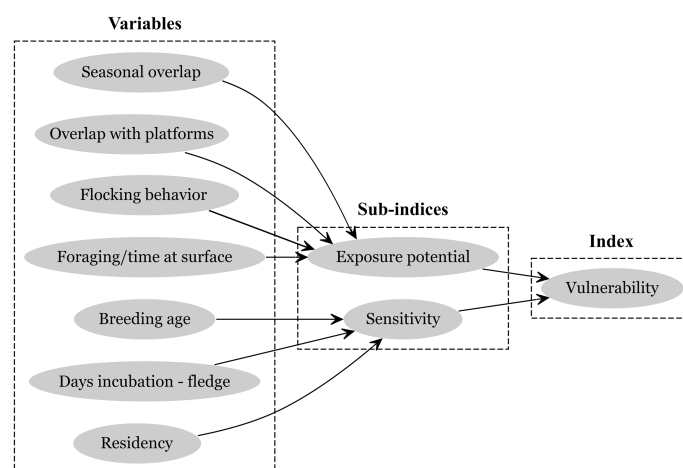 Variables
Seasonal overlap
Overlap with platforms
Flocking behavior
Foraging/time at surface
Breeding age
Days incubation - fledge
Residency
Sub-indices
Exposure potential
Sensitivity
Index
Vulnerability